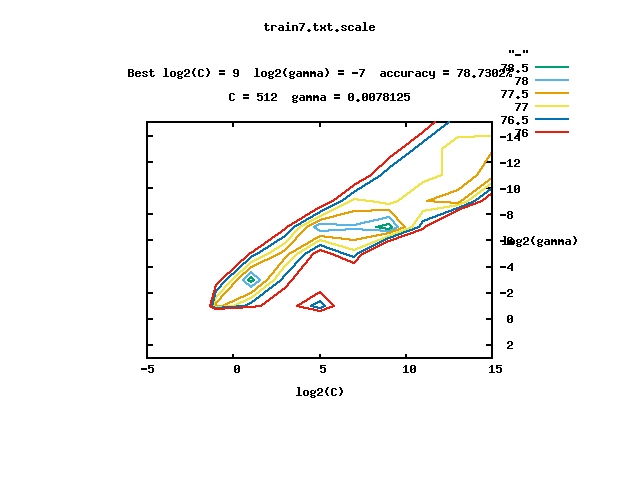 train7.txt.scale
"-"
Best log2(C) = 9  log2(gamma) = -7  accuracy = 78.7302%
78.5
78
77.5
77
76.5
76
C = 512  gamma = 0.0078125
-14
-12
-10
-8
-6
log2(gamma)
-4
-2
0
2
-5 0 5 10 15
log2(C)